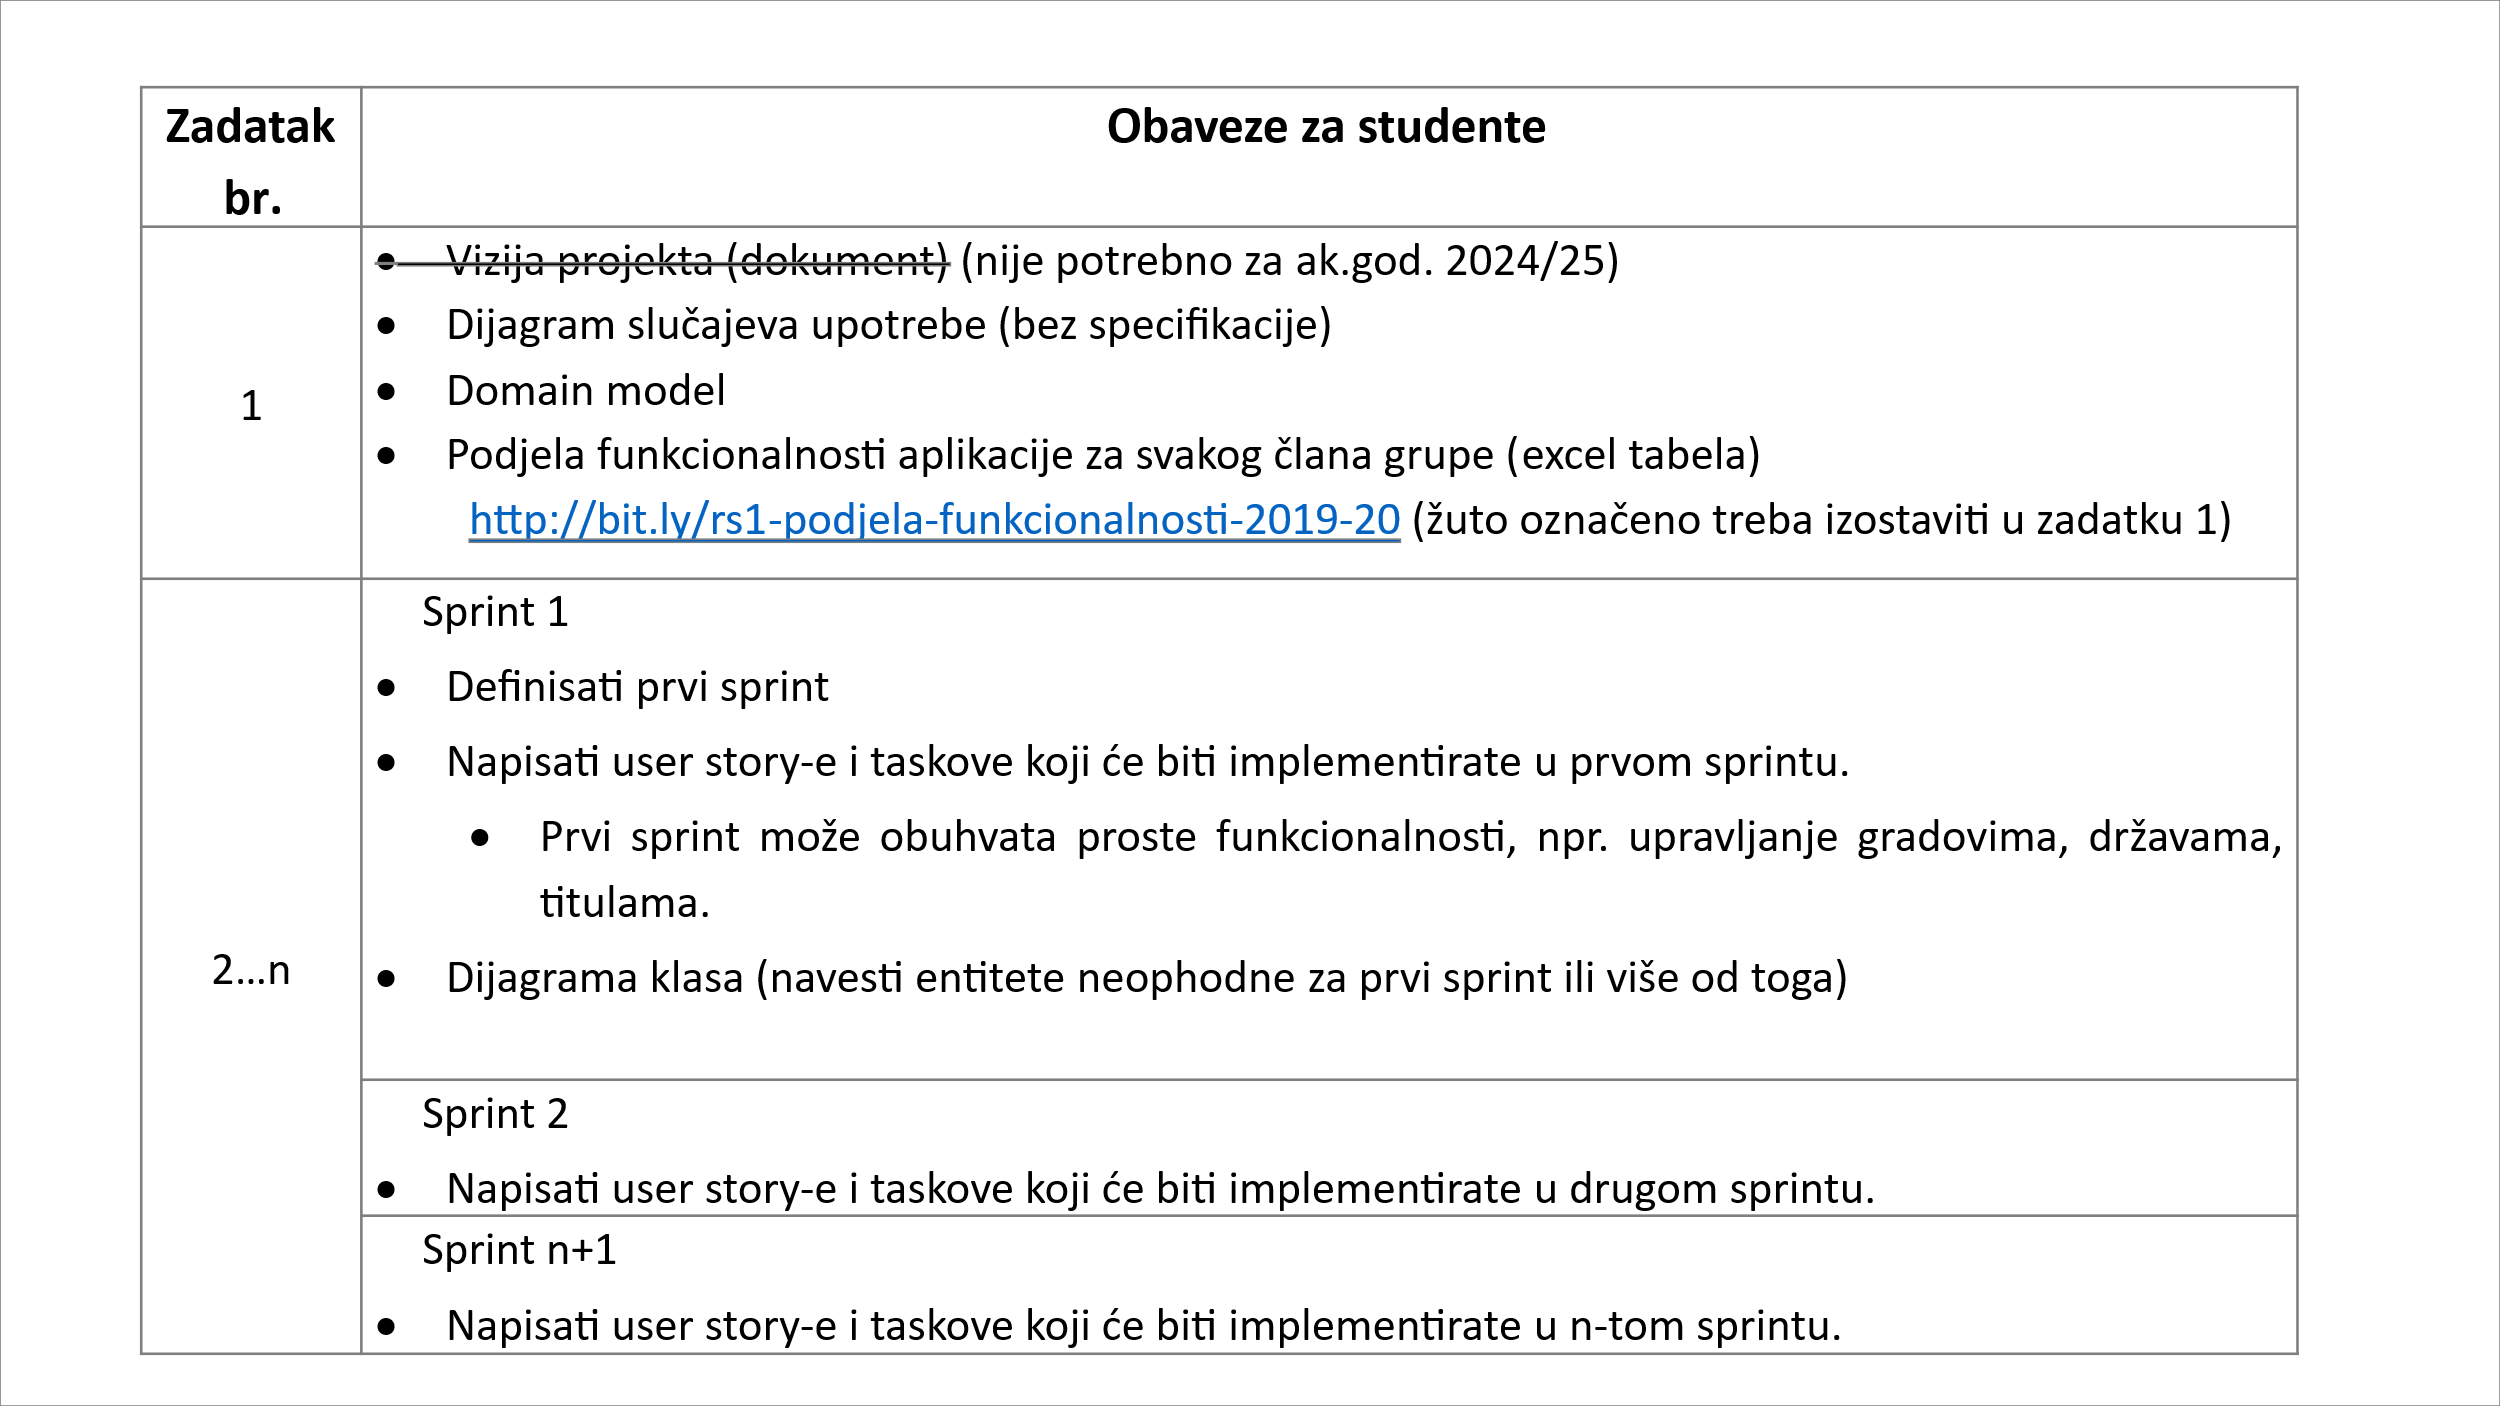 Zadatak
br.
Obaveze za studente
1
● Vizija projekta (dokument) (nije potrebno za ak.god. 2024/25)
● Dijagram slučajeva upotrebe (bez specifikacije)
● Domain model
● Podjela funkcionalnosti aplikacije za svakog člana grupe (excel tabela)
http://bit.ly/rs1-podjela-funkcionalnosti-2019-20 (žuto označeno treba izostaviti u zadatku 1)
2...n
Sprint 1
● Definisati prvi sprint
● Napisati user story-e i taskove koji će biti implementirate u prvom sprintu.
● Prvi sprint može obuhvata proste funkcionalnosti, npr. upravljanje gradovima, državama,
titulama.
● Dijagrama klasa (navesti entitete neophodne za prvi sprint ili više od toga)
Sprint 2
● Napisati user story-e i taskove koji će biti implementirate u drugom sprintu.
Sprint n+1
● Napisati user story-e i taskove koji će biti implementirate u n-tom sprintu.